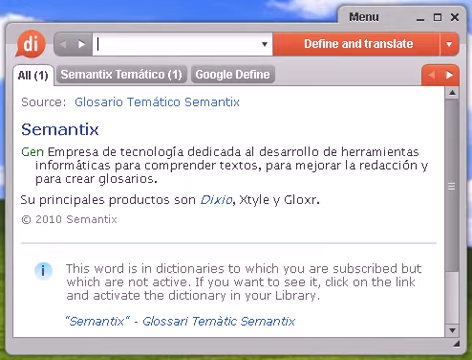 Menu
di
Define and translate
All (1) Semantix Temático (1) Google Define
Source: Glosario Temático Semantix
Semantix
Gen Empresa de tecnología dedicada al desarrollo de herramientas
informáticas para comprender textos, para mejorar la redacción y
para crear glosarios.
Su principales productos son Dixio, Xtyle y Gloxr.
© 2010 Semantix
i
This word is in dictionaries to which you are subscribed but
which are not active. If you want to see it, click on the link
and activate the dictionary in your Library.
"Semantix" - Glossari Temàtic Semantix